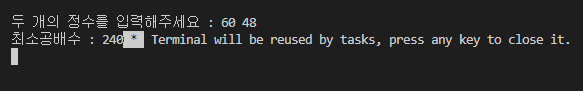 두 개의 정수를 입력해주세요 : 60 48
최소공배수 : 240 * Terminal will be reused by tasks, press any key to close it.